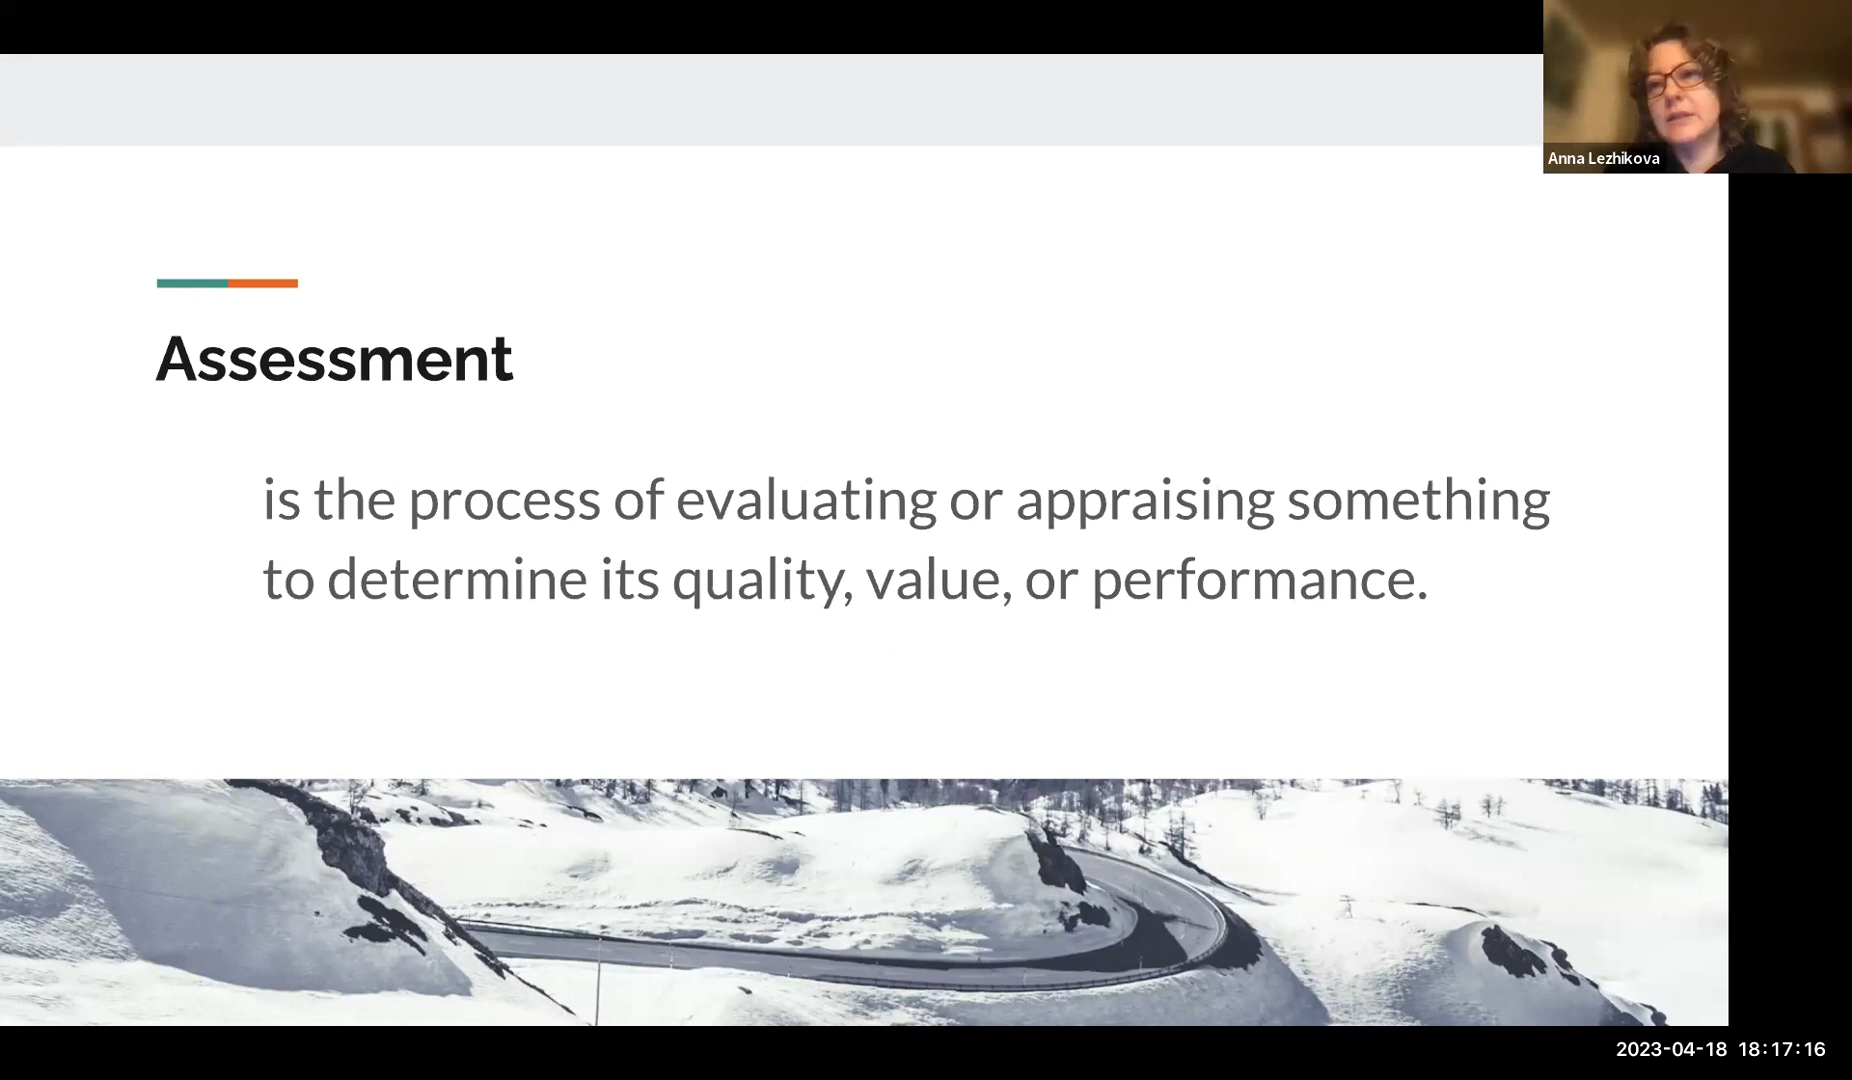 Anna Lezhikova
Assessment
is the process of evaluating or appraising something
to determine its quality, value, or performance.
2023-04-18 18:17:16